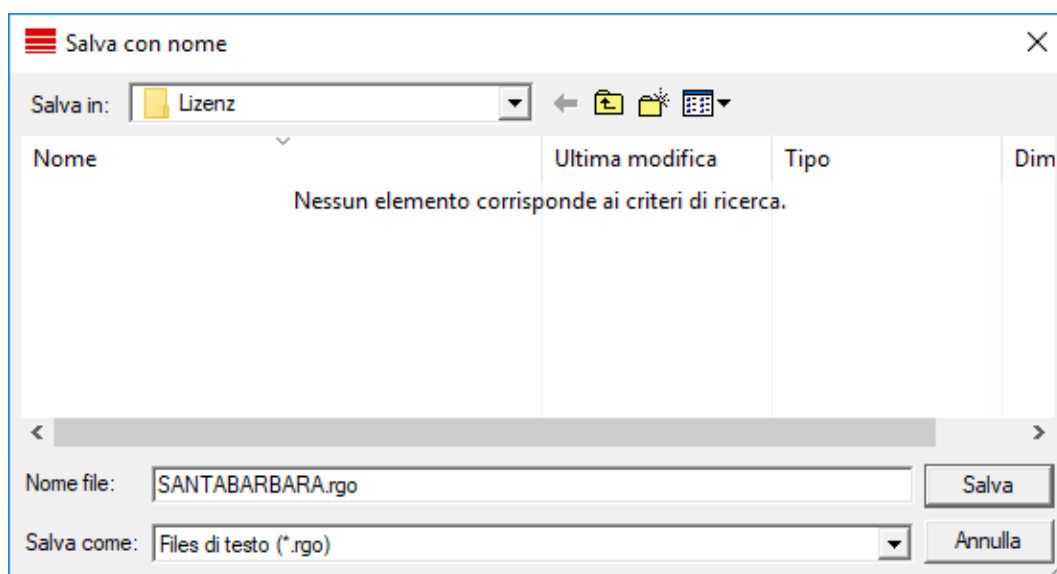 Salva con nome
Salva in: Lizenz
Nome Ultima modifica Tipo Dim
Nessun elemento corrisponde ai criteri di ricerca.
Nome file: SANTABARBARA.rgo Salva
Salva come: Files di testo (*.rgo) Annulla